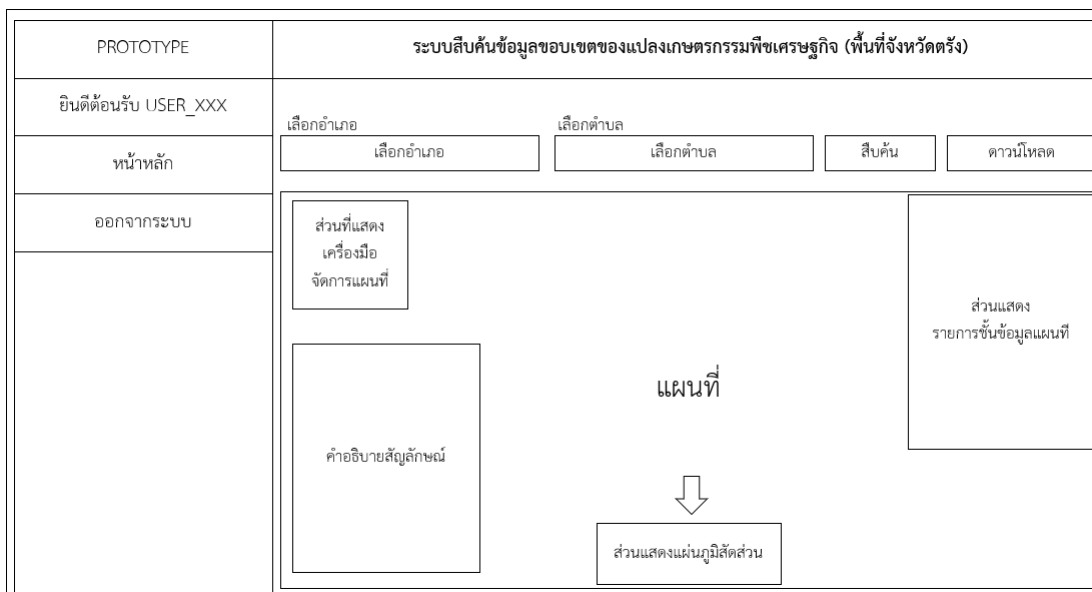 PROTOTYPE
ระบบสืบค้นข้อมูลขอบเขตของแปลงเกษตรกรรมพืชเศรษฐกิจ (พื้นที่จังหวัดตรัง)
ยินดีต้อนรับ USER_XXX
หน้าหลัก
ออกจากระบบ
เลือกอำเภอ
เลือกตำบล
เลือกอำเภอ
เลือกตำบล
สืบค้น
ดาวน์โหลด
ส่วนที่แสดง
เครื่องมือ
จัดการแผนที่
ส่วนแสดง
รายการชั้นข้อมูลแผนที
แผนที่
คำอธิบายสัญลักษณ์
ส่วนแสดงแผ่นภูมิสัดส่วน